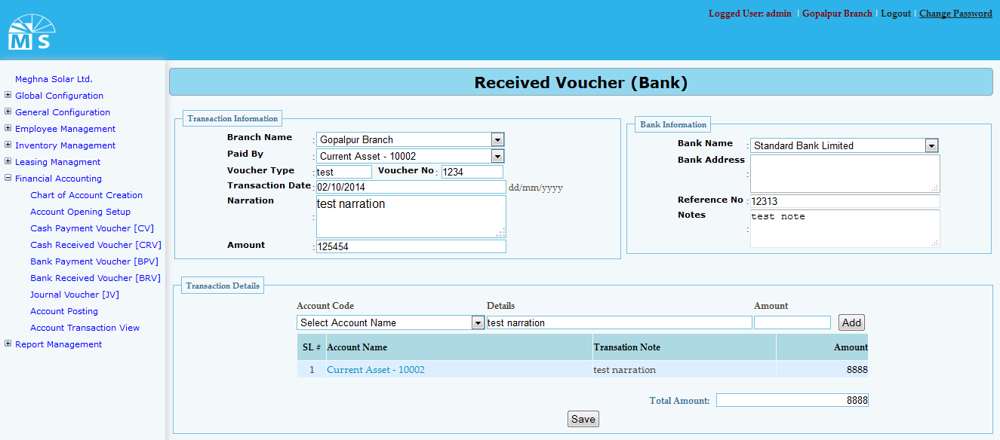 Logged User: admin | Gopalpur Branch | Logout | Change Password
M S
Meghna Solar Ltd.
Global Configuration
General Configuration
Employee Management
Inventory Management
Leasing Managment
Financial Accounting
Chart of Account Creation
Account Opening Setup
Cash Payment Voucher [CV]
Cash Received Voucher [CRV]
Bank Payment Voucher [BPV]
Bank Received Voucher [BRV]
Journal Voucher [JV]
Account Posting
Account Transaction View
Report Management
Received Voucher (Bank)
Transaction Information
Branch Name : Gopalpur Branch
Paid By : Current Asset - 10002
Voucher Type : test Voucher No : 1234
Transaction Date : 02/10/2014 dd/mm/yyyy
Narration : test narration
Amount : 125454
Bank Information
Bank Name : Standard Bank Limited
Bank Address :
Reference No : 12313
Notes : test note
Transaction Details
Account Code Details Amount
Select Account Name test narration Add
SL # Account Name Transation Note Amount
1 Current Asset - 10002 test narration 8888
Total Amount: 8888
Save